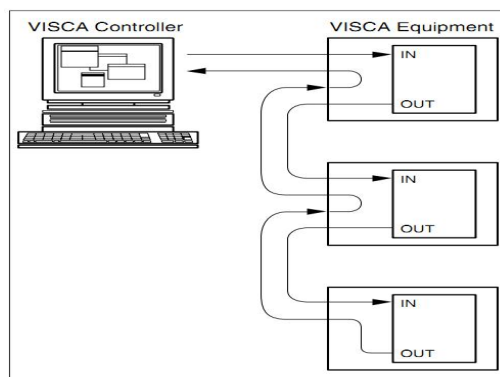 VISCA Controller
VISCA Equipment
IN
OUT
IN
OUT
IN
OUT